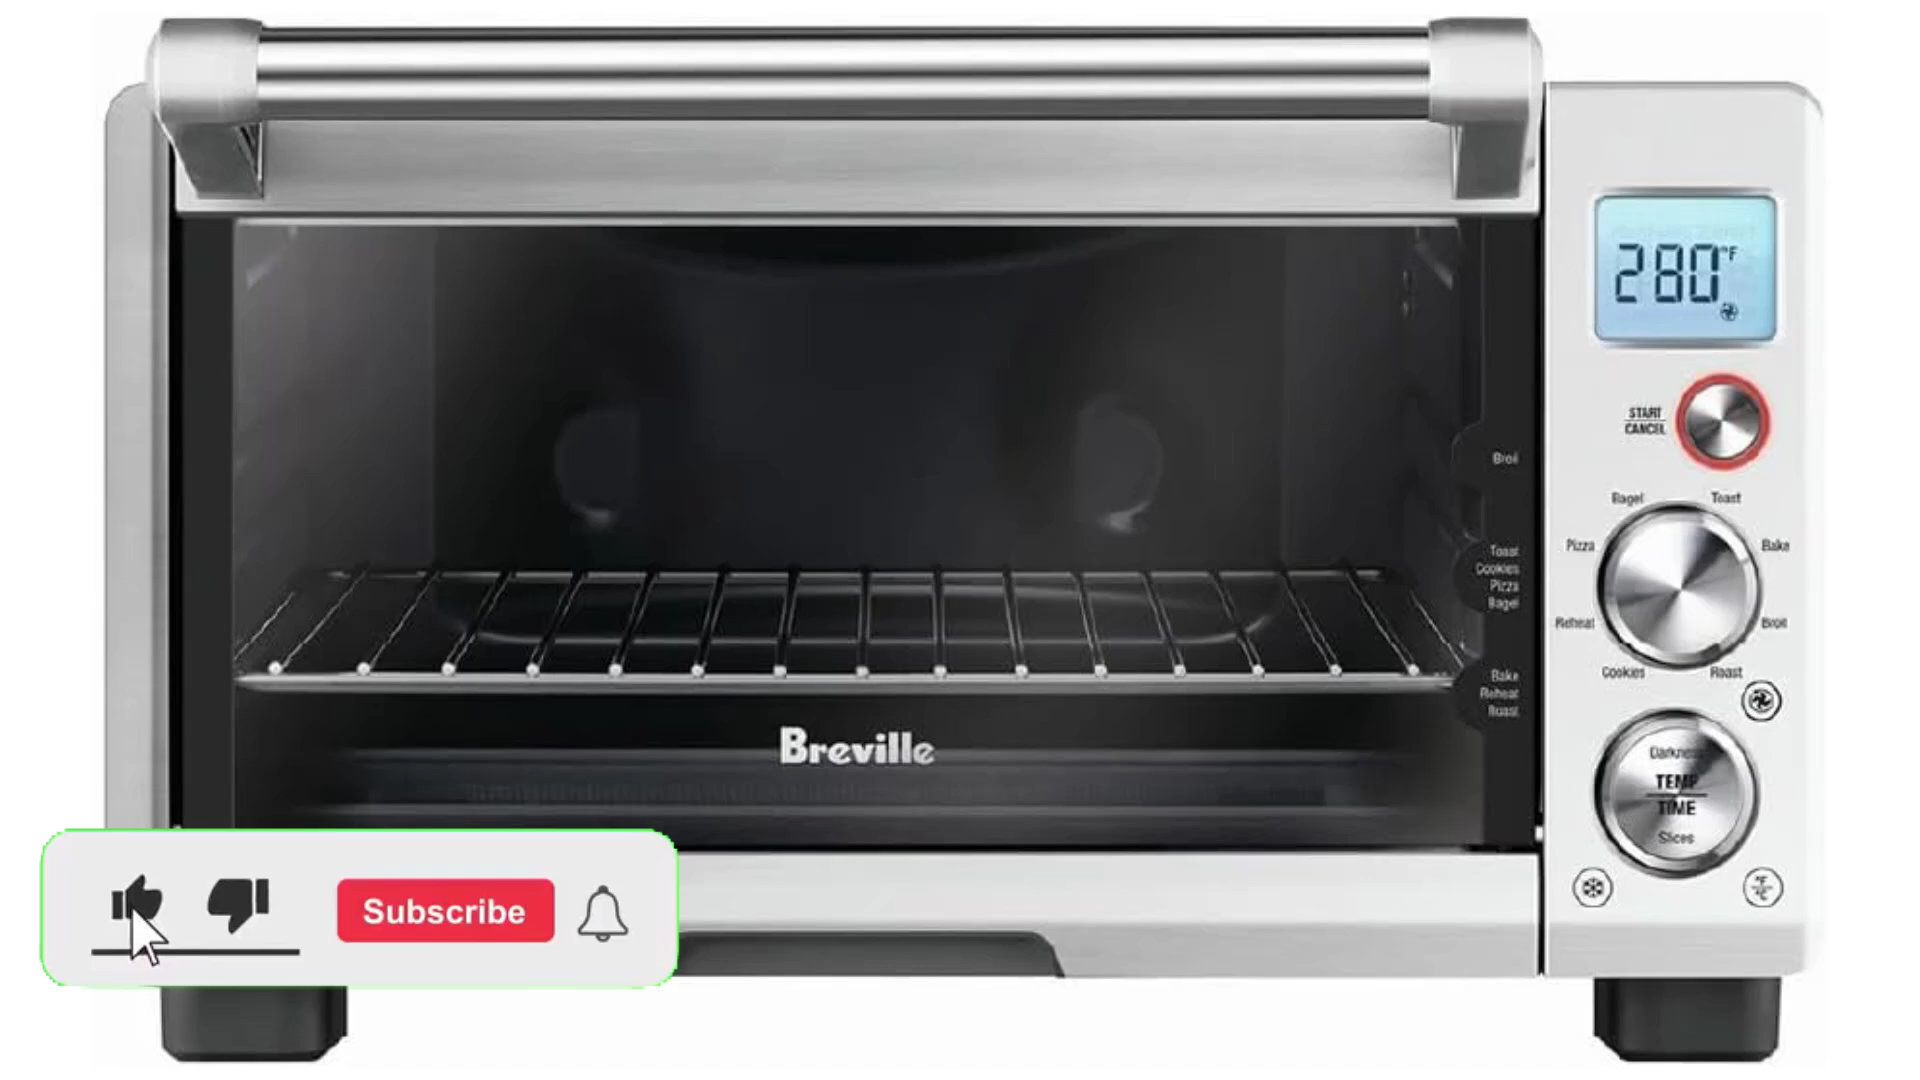 280°F
START
CANCEL
Bagel
Toast
Pizza
Bake
Reheat
Broil
Cookies
Roast
Darkness
TEMP
TIME
Slices
°F
°C
Broil
Toast
Cookies
Pizza
Bagel
Bake
Reheat
Roast
Breville
Subscribe